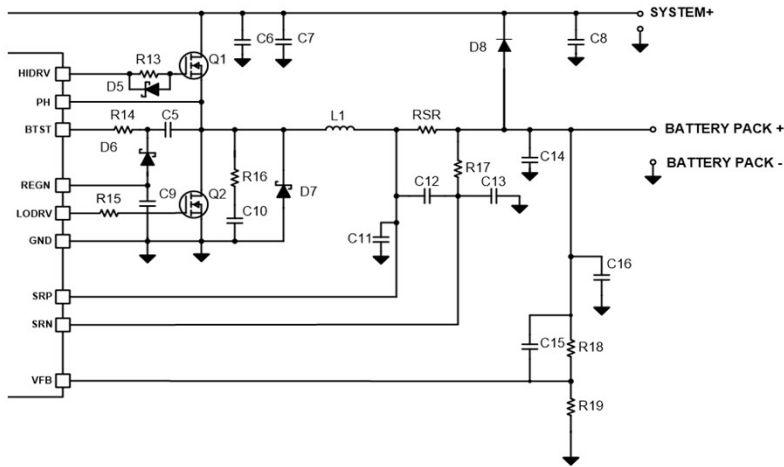 SYSTEM+
C6
C7
D8
C8
R13
Q1
HIDRV
D5
PH
R14
C5
L1
RSR
BTST
BATTERY PACK +
D6
R17
C14
BATTERY PACK -
REGN
C9
R16
D7
C12
C13
R15
Q2
LODRV
C10
GND
C11
C16
SRP
SRN
C15
R18
VFB
R19